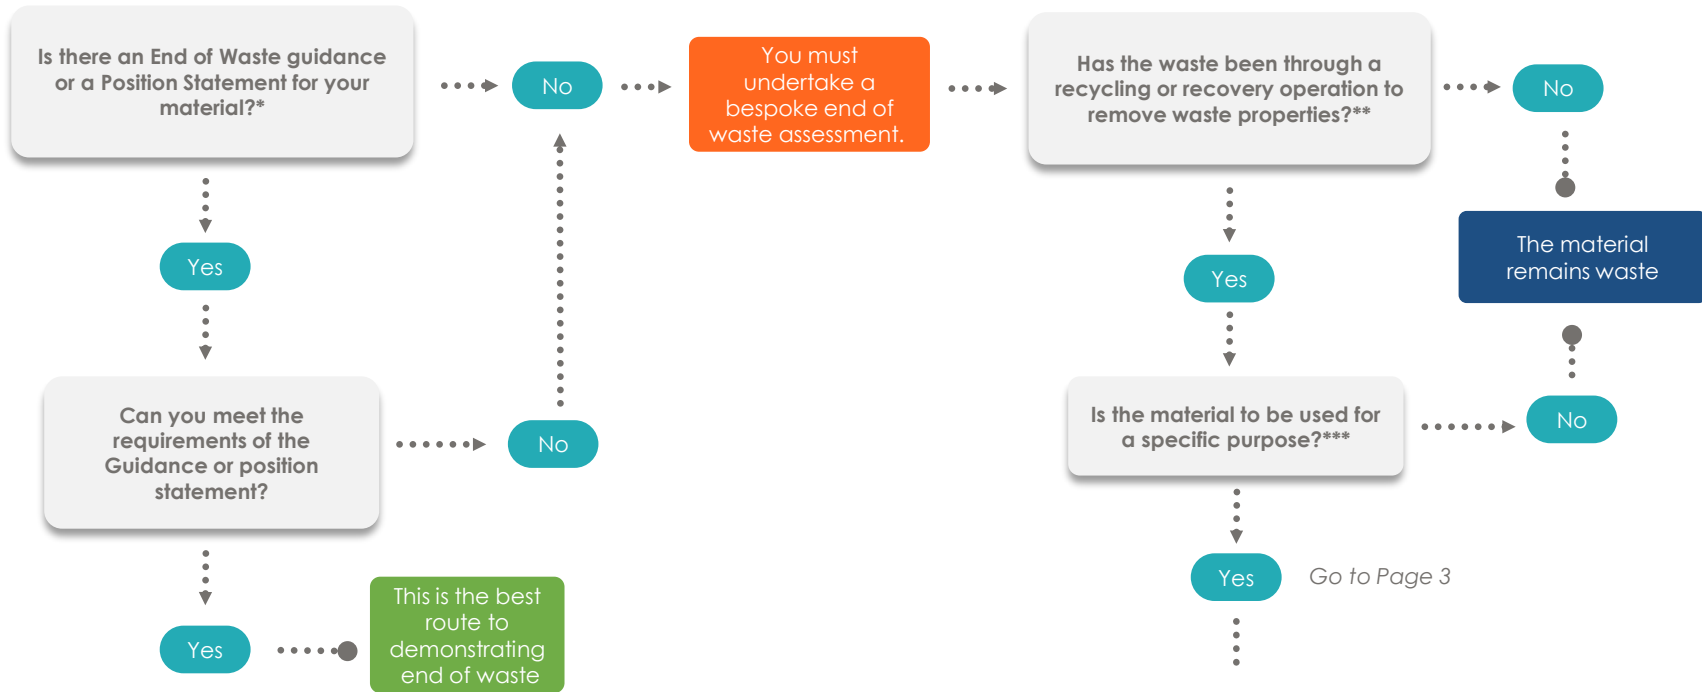 Is there an End of Waste guidance
or a Position Statement for your
material?*
No
You must
undertake a
bespoke end of
waste assessment.
Has the waste been through a
recycling or recovery operation to
remove waste properties?**
No
Yes
Yes
The material
remains waste
Can you meet the
requirements of the
Guidance or position
statement?
No
Is the material to be used for
a specific purpose?***
No
Yes
Go to Page 3
Yes
This is the best
route to
demonstrating
end of waste